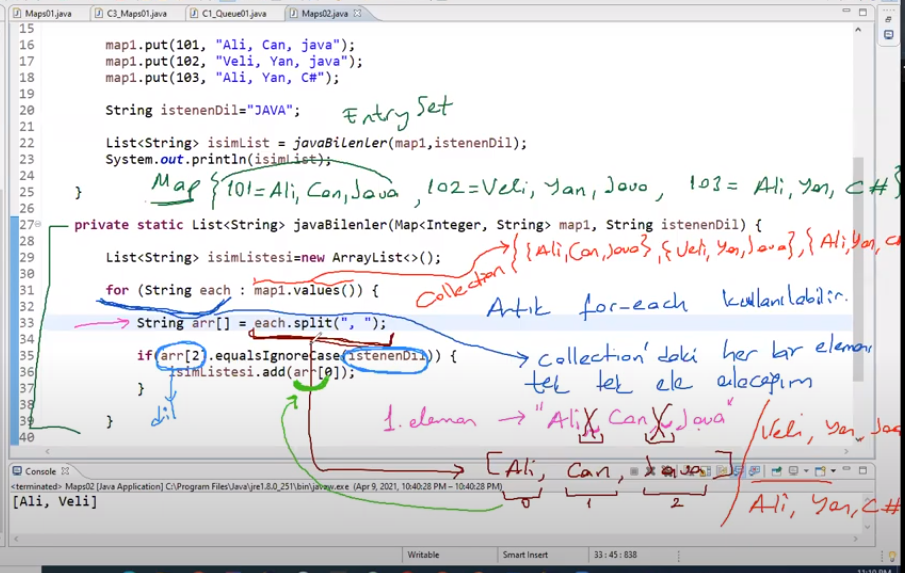 Maps01.java C3_Maps01.java C1_Queue01.java Maps02.java
15
16 map1.put(101, "Ali, Can, java");
17 map1.put(102, "Veli, Yan, java");
18 map1.put(103, "Ali, Yan, C#");
19
20 String istenenDil="JAVA";
Entry Set
21
22 List<String> isimList = javaBilenler(map1,istenenDil);
23 System.out.println(isimList);
24
Map { 101=Ali, Can, Java, 102=Veli, Yan, Java, 103= Ali, Yan, C# }
25 }
26
27 private static List<String> javaBilenler(Map<Integer, String> map1, String istenenDil) {
28
Collection { {Ali, Can, Java}, {Veli, Yan, Java}, {Ali, Yan, C
29 List<String> isimListesi=new ArrayList<>();
30
31 for (String each : map1.values()) {
Artık for-each kullanılabilir.
32
33 String arr[] = each.split(", ");
34
35 if(arr[2].equalsIgnoreCase(istenenDil)) {
Collection'daki her bir eleman
36 isimListesi.add(arr[0]);
tek tek ele alacağım
37 }
38
dil
1. eleman → "Ali, Can, Java"
Veli, Yan, Java
39 }
40
[Ali, Can, Java]
0 1 2
Ali, Yan, C#
Console
<terminated> Maps02 [Java Application] C:\Program Files\Java\jre1.8.0_251\bin\javaw.exe (Apr 9, 2021, 10:40:28 PM – 10:40:28 PM)
[Ali, Veli]
Writable Smart Insert 33 : 45 : 838